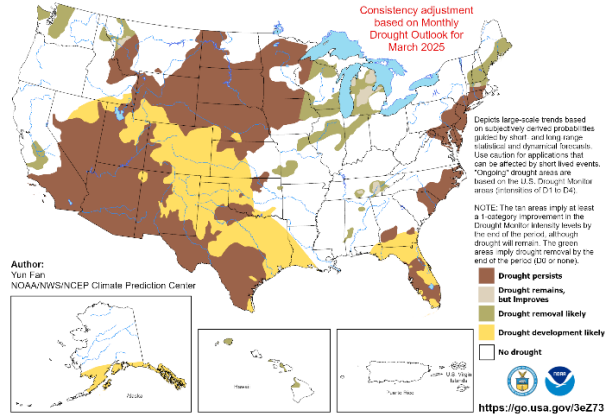 Consistency adjustment
based on Monthly
Drought Outlook for
March 2025
Depicts large-scale trends based
on subjectively derived probabilities
guided by short- and long-range
statistical and dynamical forecasts.
Use caution for applications that
can be affected by short lived events.
"Ongoing" drought areas are
based on the U.S. Drought Monitor
areas (intensities of D1 to D4).
NOTE: The tan areas imply at least
a 1-category improvement in
the Drought Monitor intensity levels by
the end of the period, although
drought will remain. The green
areas imply drought removal by the
end of the period (D0 or none).
Author:
Yun Fan
NOAA/NWS/NCEP Climate Prediction Center
Drought persists
Drought remains,
but improves
Drought removal likely
Drought development likely
No drought
Alaska
Hawaii
Puerto Rico
U.S. Virgin
Islands
https://go.usa.gov/3eZ73